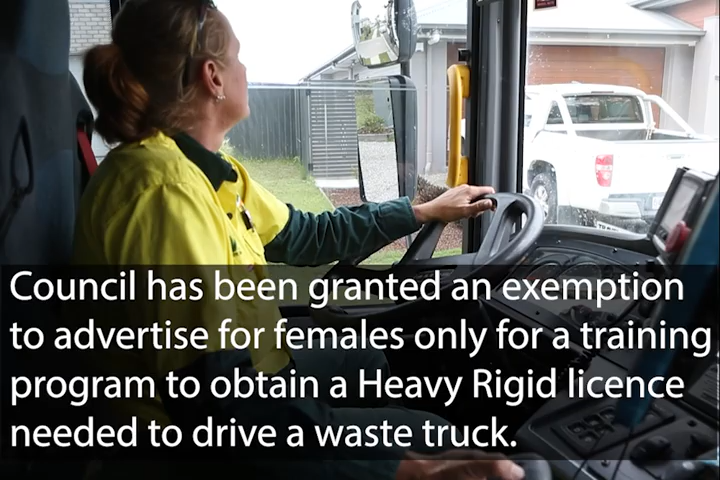 Council has been granted an exemption
to advertise for females only for a training
program to obtain a Heavy Rigid licence
needed to drive a waste truck.